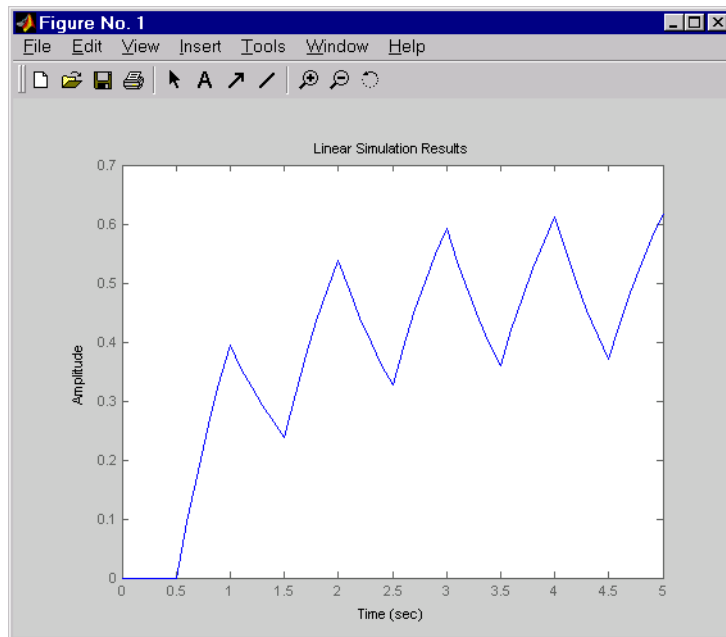 Figure No. 1
File Edit View Insert Tools Window Help
A
Linear Simulation Results
0.7
0.6
0.5
0.4
0.3
0.2
0.1
0
Amplitude
0 0.5 1 1.5 2 2.5 3 3.5 4 4.5 5
Time (sec)